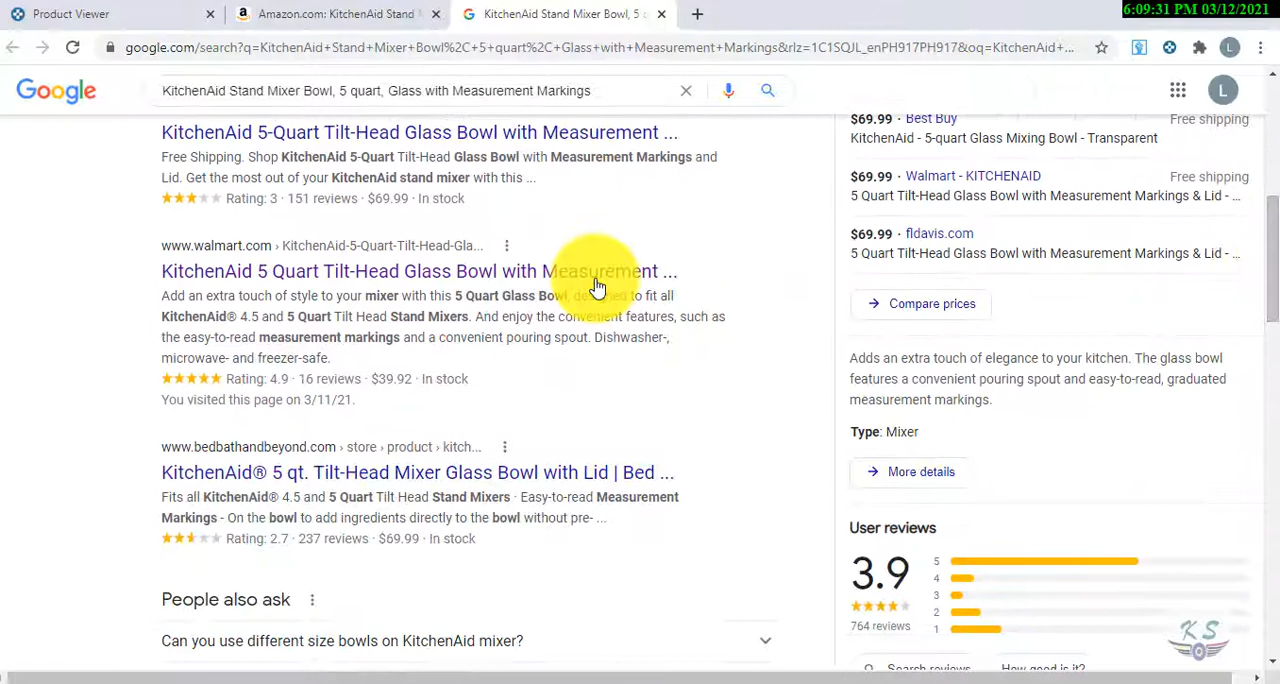 6:09:31 PM 03/12/2021
Product Viewer
Amazon.com: KitchenAid Stand
KitchenAid Stand Mixer Bowl, 5
google.com/search?q=KitchenAid+Stand+Mixer+Bowl%2C+5+quart%2C+Glass+with+Measurement+Markings&rlz=1C1SQJL_enPH917PH917&oq=KitchenAid+...
L
Google
KitchenAid Stand Mixer Bowl, 5 quart, Glass with Measurement Markings
L
KitchenAid 5-Quart Tilt-Head Glass Bowl with Measurement ...
Free Shipping. Shop KitchenAid 5-Quart Tilt-Head Glass Bowl with Measurement Markings and
Lid. Get the most out of your KitchenAid stand mixer with this ...
Rating: 3 · 151 reviews · $69.99 · In stock
www.walmart.com › KitchenAid-5-Quart-Tilt-Head-Gla...
KitchenAid 5 Quart Tilt-Head Glass Bowl with Measurement ...
Add an extra touch of style to your mixer with this 5 Quart Glass Bowl, designed to fit all
KitchenAid® 4.5 and 5 Quart Tilt Head Stand Mixers. And enjoy the convenient features, such as
the easy-to-read measurement markings and a convenient pouring spout. Dishwasher-,
microwave- and freezer-safe.
Rating: 4.9 · 16 reviews · $39.92 · In stock
You visited this page on 3/11/21.
www.bedbathandbeyond.com › store › product › kitch...
KitchenAid® 5 qt. Tilt-Head Mixer Glass Bowl with Lid | Bed ...
Fits all KitchenAid® 4.5 and 5 Quart Tilt Head Stand Mixers · Easy-to-read Measurement
Markings - On the bowl to add ingredients directly to the bowl without pre- ...
Rating: 2.7 · 237 reviews · $69.99 · In stock
People also ask
Can you use different size bowls on KitchenAid mixer?
$69.99 · Best Buy Free shipping
KitchenAid - 5-quart Glass Mixing Bowl - Transparent
$69.99 · Walmart - KITCHENAID Free shipping
5 Quart Tilt-Head Glass Bowl with Measurement Markings & Lid - ...
$69.99 · fldavis.com
5 Quart Tilt-Head Glass Bowl with Measurement Markings & Lid - ...
Compare prices
Adds an extra touch of elegance to your kitchen. The glass bowl
features a convenient pouring spout and easy-to-read, graduated
measurement markings.
Type: Mixer
More details
User reviews
3.9
764 reviews
5
4
3
2
1
Search reviews
How good is it?
KS